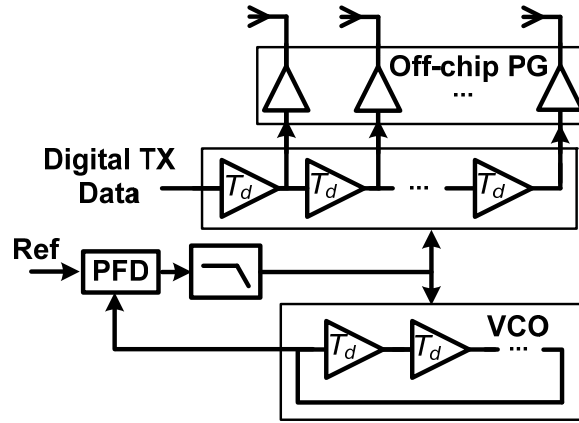 Off-chip PG
...
Digital TX
Data
Td Td ... Td
Ref
PFD
VCO
Td Td ...